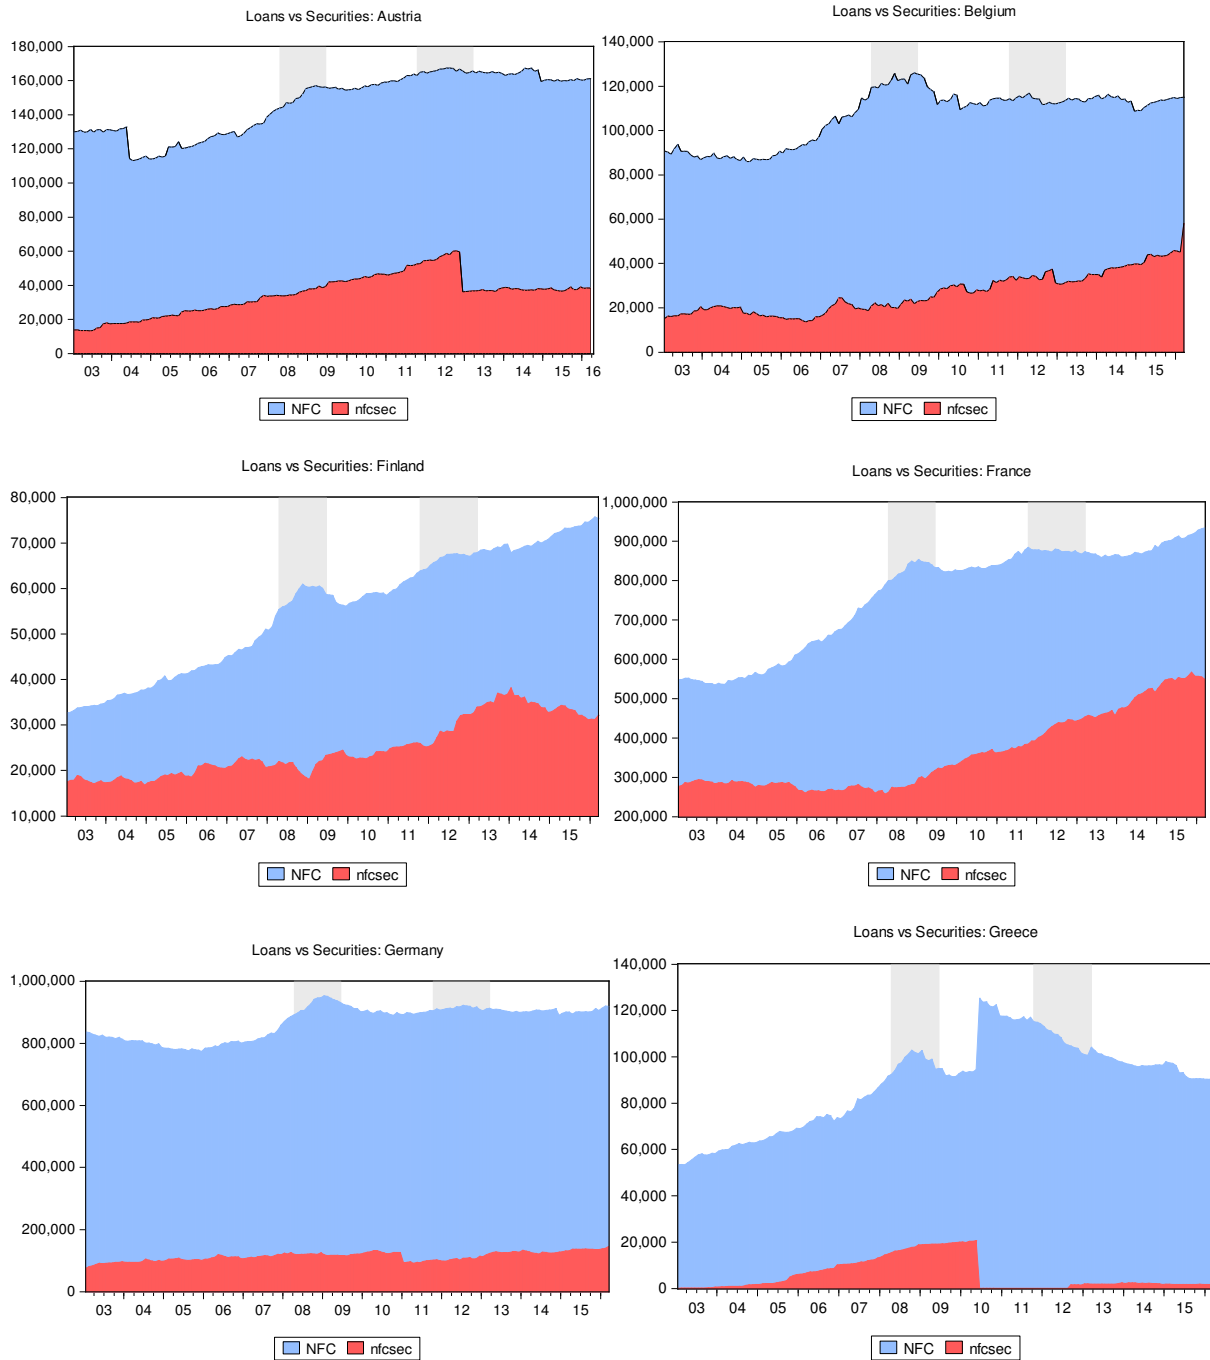 Loans vs Securities: Austria
180,000
160,000
140,000
120,000
100,000
80,000
60,000
40,000
20,000
0
03 04 05 06 07 08 09 10 11 12 13 14 15 16
NFC nfcsec
Loans vs Securities: Belgium
140,000
120,000
100,000
80,000
60,000
40,000
20,000
0
03 04 05 06 07 08 09 10 11 12 13 14 15
NFC nfcsec
Loans vs Securities: Finland
80,000
70,000
60,000
50,000
40,000
30,000
20,000
10,000
03 04 05 06 07 08 09 10 11 12 13 14 15
NFC nfcsec
Loans vs Securities: France
1,000,000
900,000
800,000
700,000
600,000
500,000
400,000
300,000
200,000
03 04 05 06 07 08 09 10 11 12 13 14 15
NFC nfcsec
Loans vs Securities: Germany
1,000,000
800,000
600,000
400,000
200,000
0
03 04 05 06 07 08 09 10 11 12 13 14 15
NFC nfcsec
Loans vs Securities: Greece
140,000
120,000
100,000
80,000
60,000
40,000
20,000
0
03 04 05 06 07 08 09 10 11 12 13 14 15
NFC nfcsec